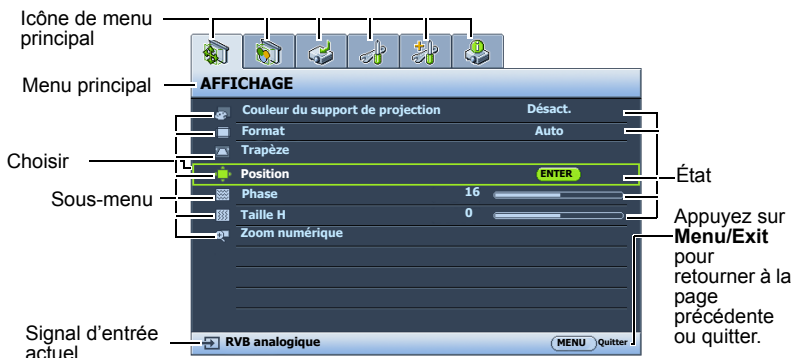 Icône de menu
principal
Menu principal
AFFICHAGE
Couleur du support de projection Désact.
Format Auto
Trapèze
Choisir
Position ENTER
État
Sous-menu
Phase 16
Taille H 0
Zoom numérique
Appuyez sur
Menu/Exit
pour
retourner à la
page
précédente
ou quitter.
Signal d'entrée
actuel
RVB analogique MENU Quitter